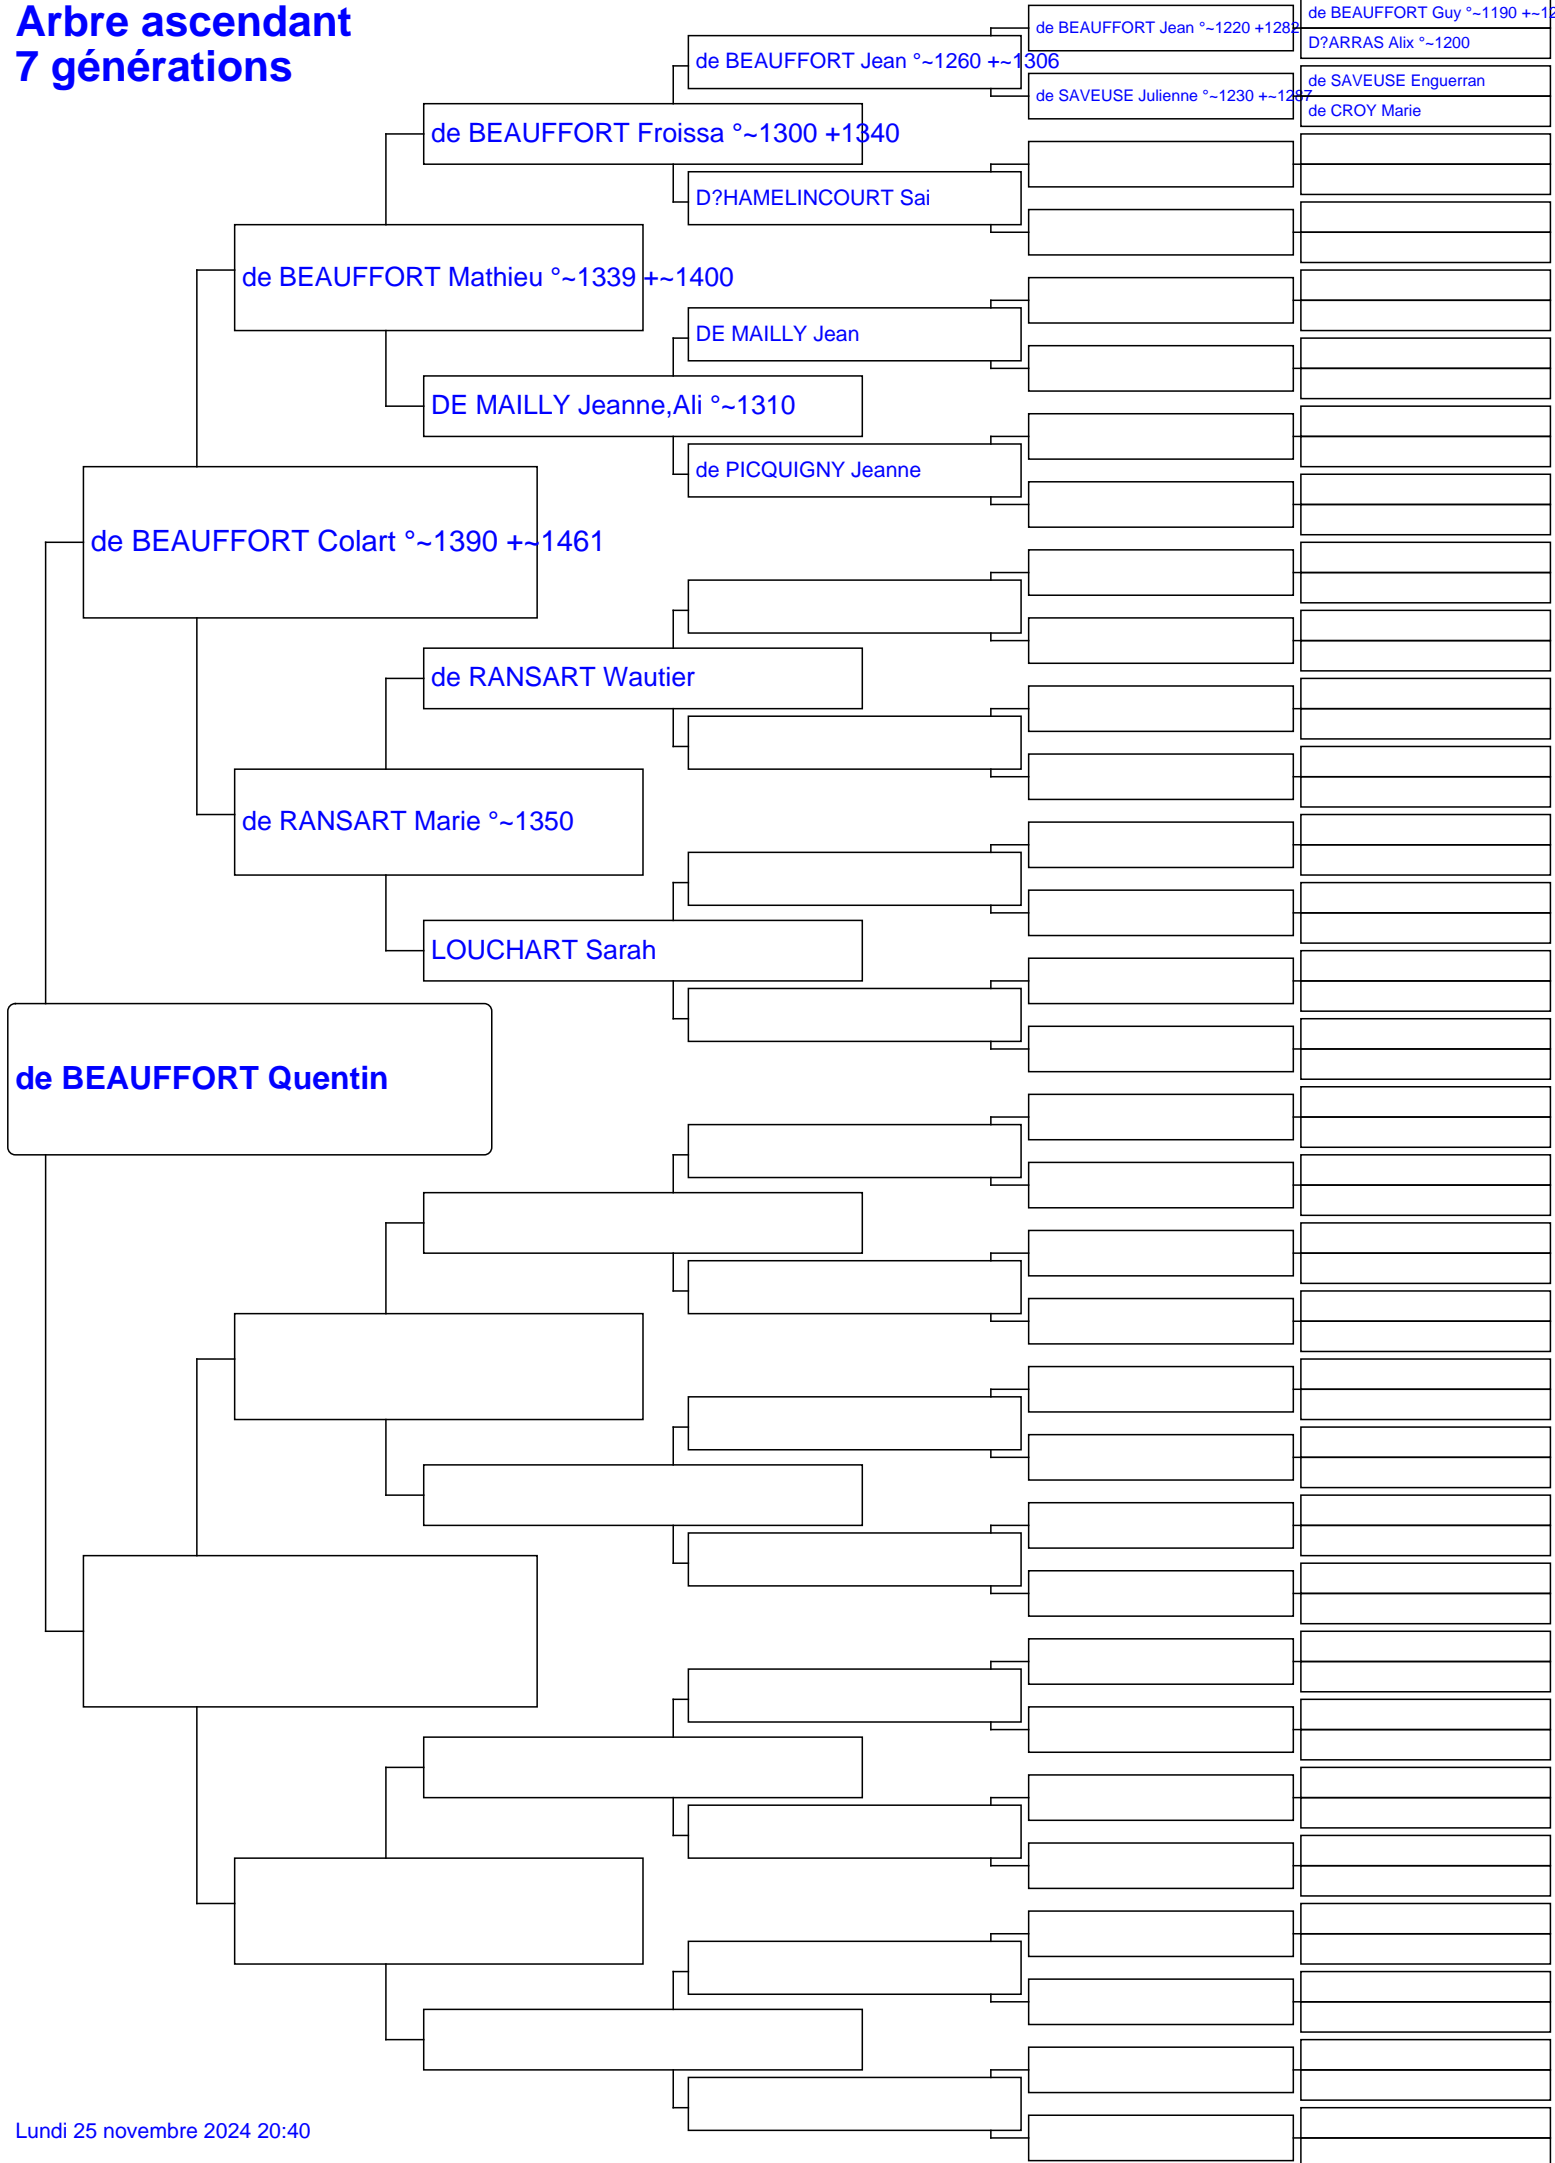 Arbre ascendant
7 générations
de BEAUFFORT Guy °~1190 +~12
de BEAUFFORT Jean °~1220 +1282
D?ARRAS Alix °~1200
de BEAUFFORT Jean °~1260 +~1306
de SAVEUSE Enguerran
de SAVEUSE Julienne °~1230 +~1287
de CROY Marie
de BEAUFFORT Froissa °~1300 +1340
D?HAMELINCOURT Sai
de BEAUFFORT Mathieu °~1339 +~1400
DE MAILLY Jean
DE MAILLY Jeanne,Ali °~1310
de PICQUIGNY Jeanne
de BEAUFFORT Colart °~1390 +~1461
de RANSART Wautier
de RANSART Marie °~1350
LOUCHART Sarah
de BEAUFFORT Quentin
Lundi 25 novembre 2024 20:40